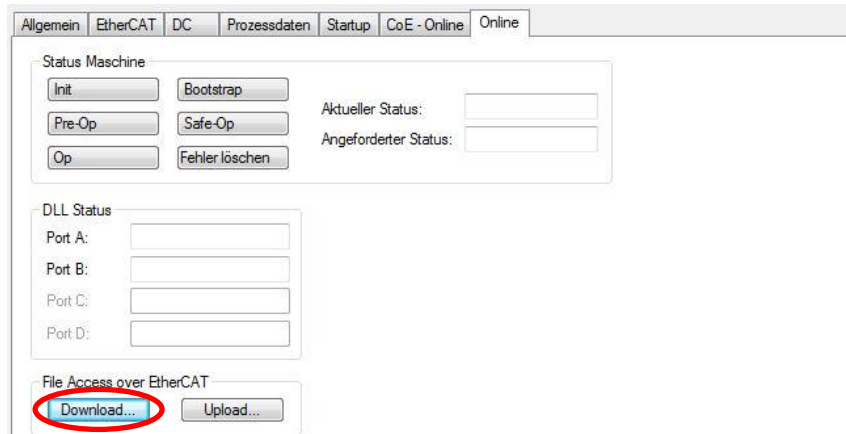 Allgemein EtherCAT DC Prozessdaten Startup CoE - Online Online
Status Maschine
Init Bootstrap
Pre-Op Safe-Op
Op Fehler löschen
Aktueller Status:
Angeforderter Status:
DLL Status
Port A:
Port B:
Port C:
Port D:
File Access over EtherCAT
Download... Upload...